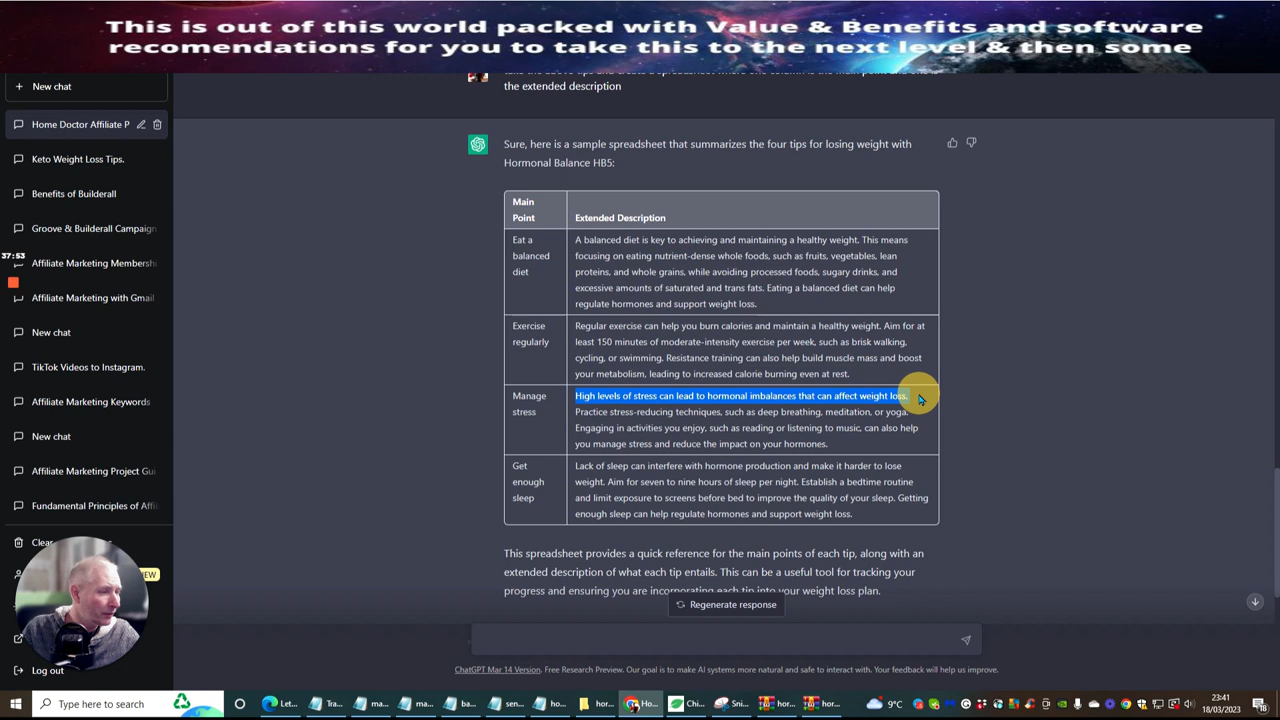 This is out of this world packed with Value & Benefits and software
recomendations for you to take this to the next level & then some
New chat
Home Doctor Affiliate P
Keto Weight Loss Tips.
Benefits of Builderall
Groove & Builderall Campaign
37:53
Affiliate Marketing Membershi
Affiliate Marketing with Gmail
New chat
TikTok Videos to Instagram.
Affiliate Marketing Keywords
New chat
Affiliate Marketing Project Gui
Fundamental Principles of Affi
Clear
NEW
Log out
the extended description
Sure, here is a sample spreadsheet that summarizes the four tips for losing weight with
Hormonal Balance HB5:
Main
Point
Extended Description
Eat a
balanced
diet
A balanced diet is key to achieving and maintaining a healthy weight. This means
focusing on eating nutrient-dense whole foods, such as fruits, vegetables, lean
proteins, and whole grains, while avoiding processed foods, sugary drinks, and
excessive amounts of saturated and trans fats. Eating a balanced diet can help
regulate hormones and support weight loss.
Exercise
regularly
Regular exercise can help you burn calories and maintain a healthy weight. Aim for at
least 150 minutes of moderate-intensity exercise per week, such as brisk walking,
cycling, or swimming. Resistance training can also help build muscle mass and boost
your metabolism, leading to increased calorie burning even at rest.
Manage
stress
High levels of stress can lead to hormonal imbalances that can affect weight loss.
Practice stress-reducing techniques, such as deep breathing, meditation, or yoga.
Engaging in activities you enjoy, such as reading or listening to music, can also help
you manage stress and reduce the impact on your hormones.
Get
enough
sleep
Lack of sleep can interfere with hormone production and make it harder to lose
weight. Aim for seven to nine hours of sleep per night. Establish a bedtime routine
and limit exposure to screens before bed to improve the quality of your sleep. Getting
enough sleep can help regulate hormones and support weight loss.
This spreadsheet provides a quick reference for the main points of each tip, along with an
extended description of what each tip entails. This can be a useful tool for tracking your
progress and ensuring you are incorporating each tip into your weight loss plan.
Regenerate response
ChatGPT Mar 14 Version. Free Research Preview. Our goal is to make AI systems more natural and safe to interact with. Your feedback will help us improve.
Type here to search
Let...
Tra...
ma...
ma...
ba...
sen...
ho...
hor...
Ho...
Chi...
Sni...
hor...
hor...
9°C
23:41
18/03/2023